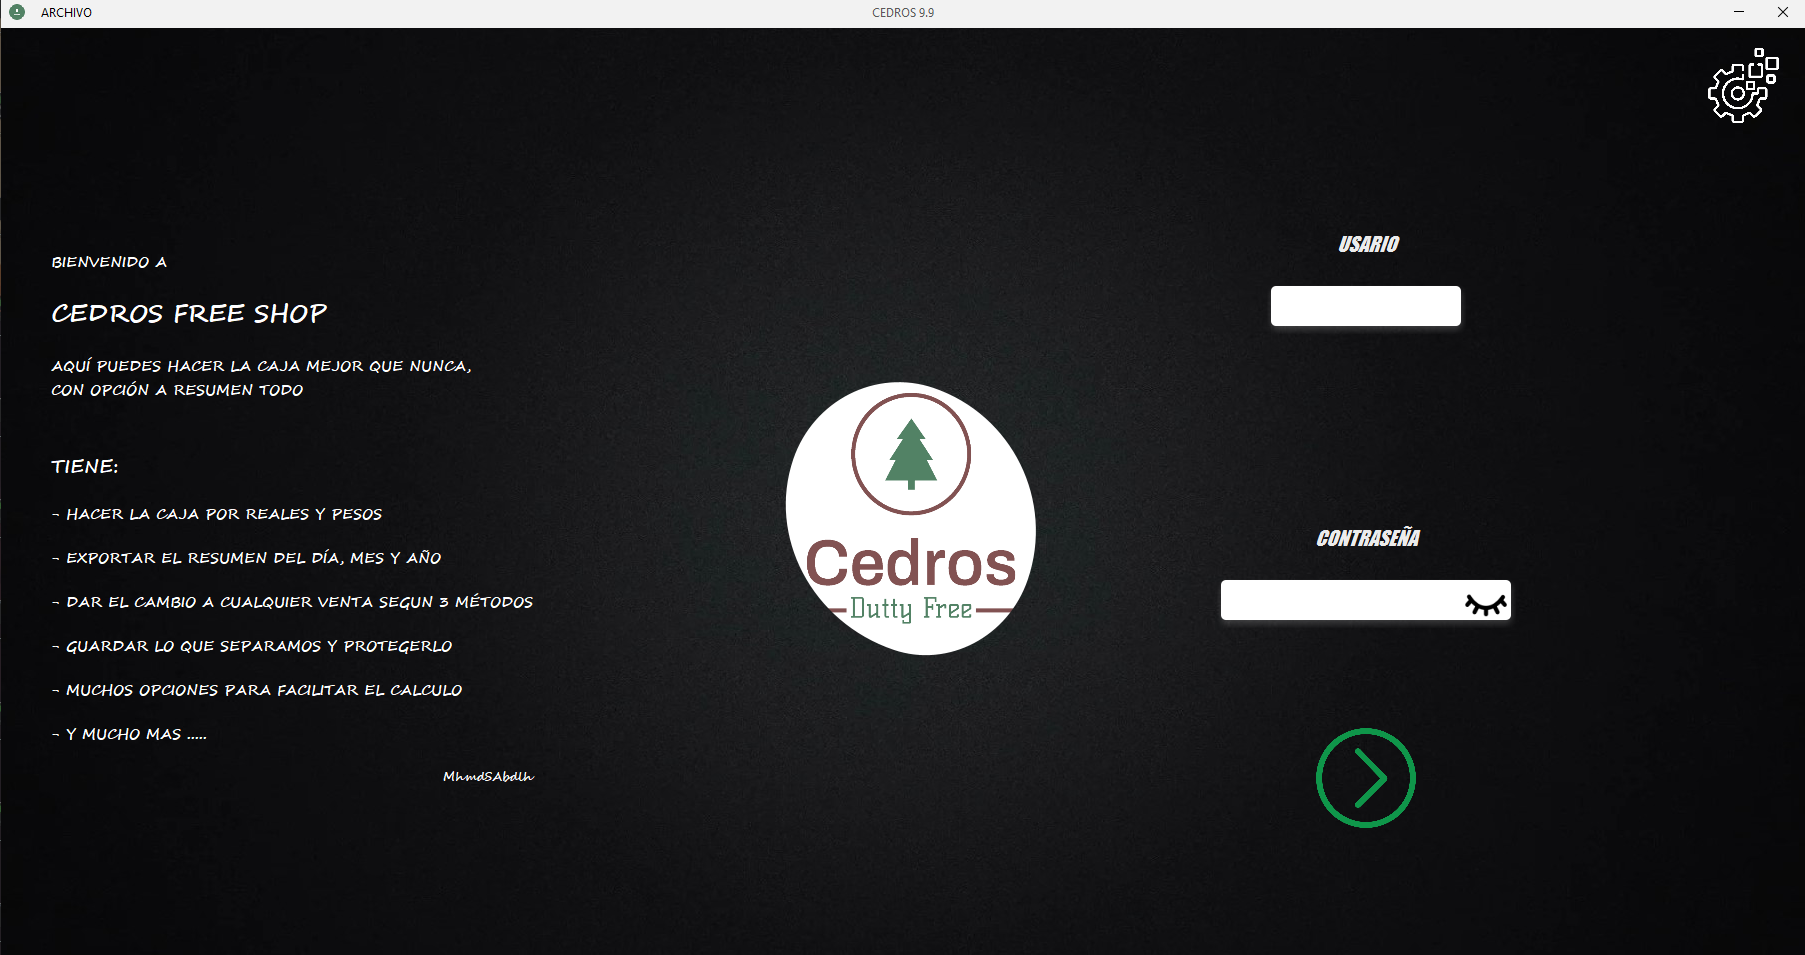 ARCHIVO
CEDROS 9.9
BIENVENIDO A
CEDROS FREE SHOP
AQUÍ PUEDES HACER LA CAJA MEJOR QUE NUNCA,
CON OPCIÓN A RESUMEN TODO
TIENE:
- HACER LA CAJA POR REALES Y PESOS
- EXPORTAR EL RESUMEN DEL DÍA, MES Y AÑO
- DAR EL CAMBIO A CUALQUIER VENTA SEGUN 3 MÉTODOS
- GUARDAR LO QUE SEPARAMOS Y PROTEGERLO
- MUCHOS OPCIONES PARA FACILITAR EL CALCULO
- Y MUCHO MAS .....
MhmdSAbdlh
Cedros
Dutty Free
USARIO
CONTRASEÑA